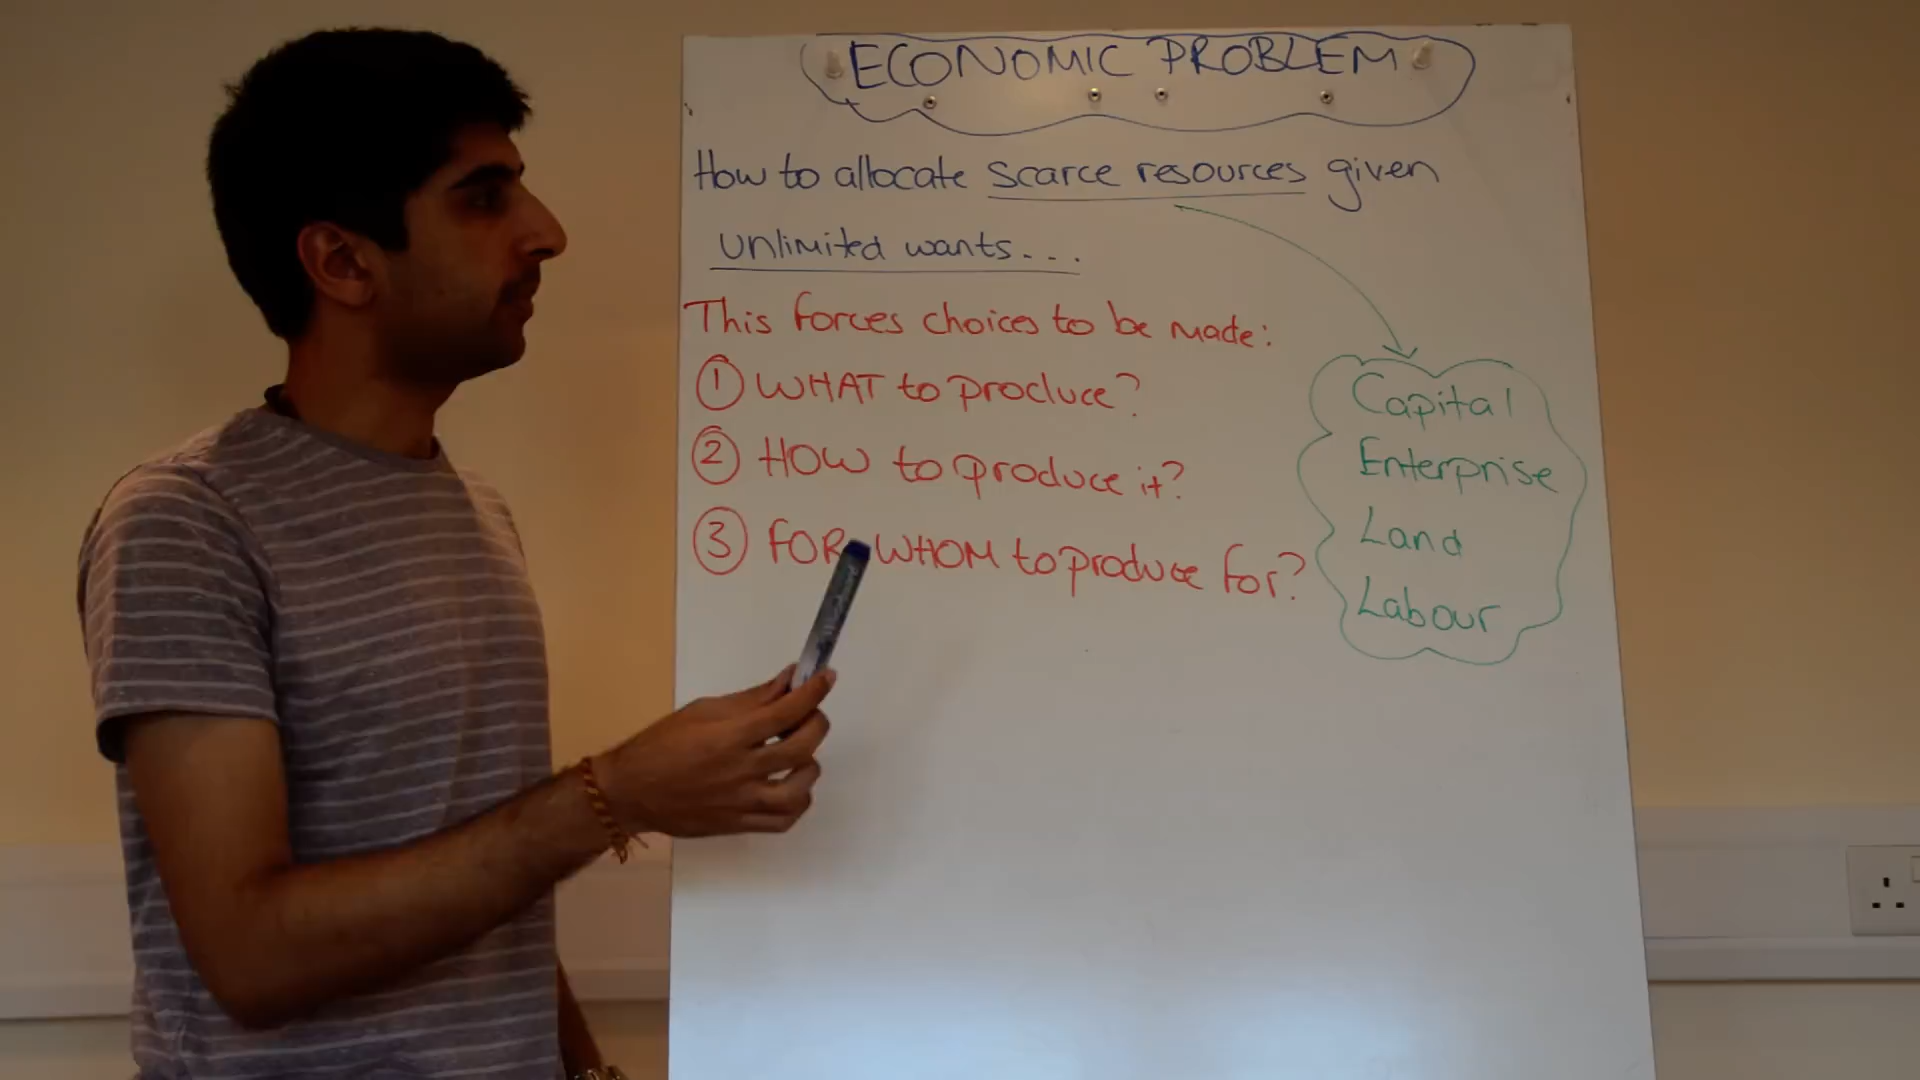 ECONOMIC PROBLEM
How to allocate scarce resources given
unlimited wants...
This forces choices to be made:
① WHAT to produce?
② HOW to produce it?
③ FOR WHOM to produce for?
Capital
Enterprise
Land
Labour